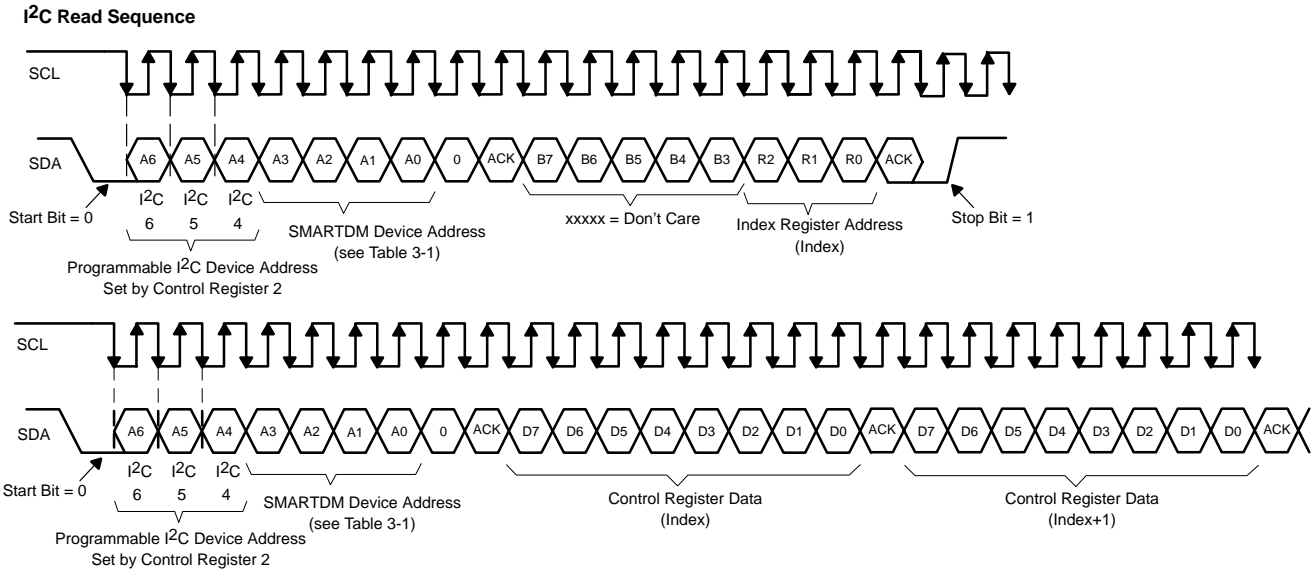 I2C Read Sequence
SCL
SDA
A6 A5 A4 A3 A2 A1 A0 0 ACK B7 B6 B5 B4 B3 R2 R1 R0 ACK
Start Bit = 0
I2C I2C I2C
6 5 4
SMARTDM Device Address
(see Table 3-1)
xxxxx = Don't Care
Index Register Address
(Index)
Stop Bit = 1
Programmable I2C Device Address
Set by Control Register 2
SCL
SDA
A6 A5 A4 A3 A2 A1 A0 0 ACK D7 D6 D5 D4 D3 D2 D1 D0 ACK D7 D6 D5 D4 D3 D2 D1 D0 ACK
Start Bit = 0
I2C I2C I2C
6 5 4
SMARTDM Device Address
(see Table 3-1)
Control Register Data
(Index)
Control Register Data
(Index+1)
Programmable I2C Device Address
Set by Control Register 2